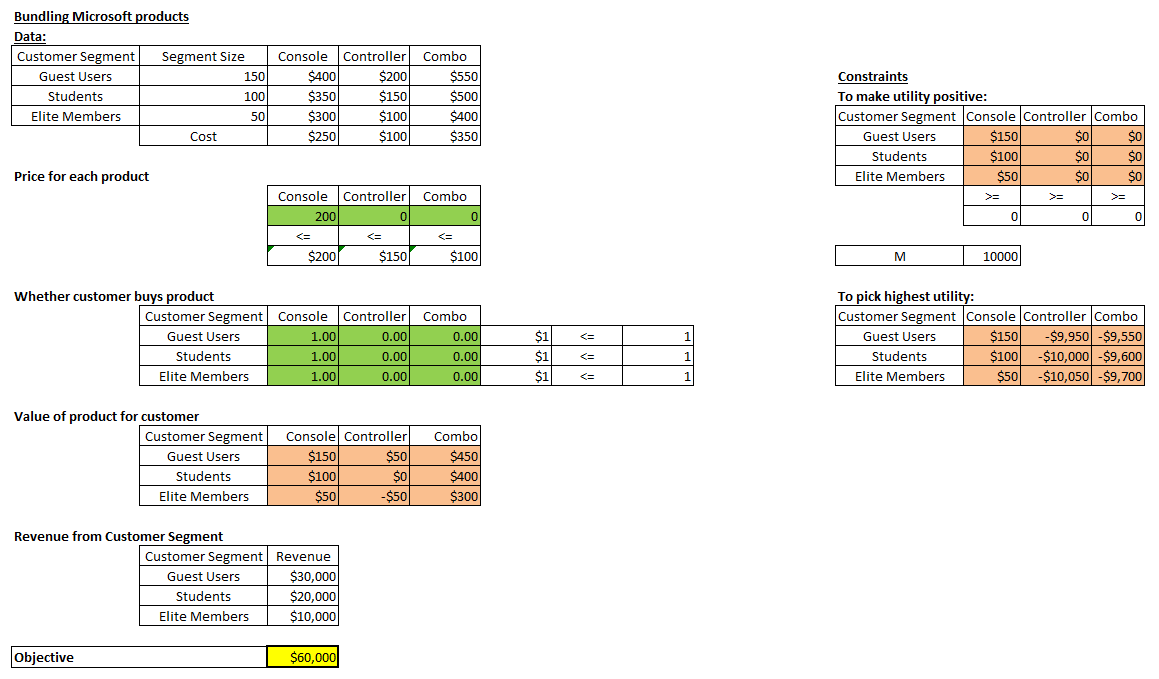 Bundling Microsoft products
Data:
Customer Segment Segment Size Console Controller Combo
Guest Users 150 $400 $200 $550
Constraints
Students 100 $350 $150 $500
To make utility positive:
Elite Members 50 $300 $100 $400
Customer Segment Console Controller Combo
Cost $250 $100 $350
Guest Users $150 $0 $0
Students $100 $0 $0
Price for each product
Elite Members $50 $0 $0
Console Controller Combo
>= >= >=
200 0 0
0 0 0
<= <= <=
$200 $150 $100
M 10000
Whether customer buys product
To pick highest utility:
Customer Segment Console Controller Combo
Customer Segment Console Controller Combo
Guest Users 1.00 0.00 0.00 $1 <= 1
Guest Users $150 -$9,950 -$9,550
Students 1.00 0.00 0.00 $1 <= 1
Students $100 -$10,000 -$9,600
Elite Members 1.00 0.00 0.00 $1 <= 1
Elite Members $50 -$10,050 -$9,700
Value of product for customer
Customer Segment Console Controller Combo
Guest Users $150 $50 $450
Students $100 $0 $400
Elite Members $50 -$50 $300
Revenue from Customer Segment
Customer Segment Revenue
Guest Users $30,000
Students $20,000
Elite Members $10,000
Objective $60,000